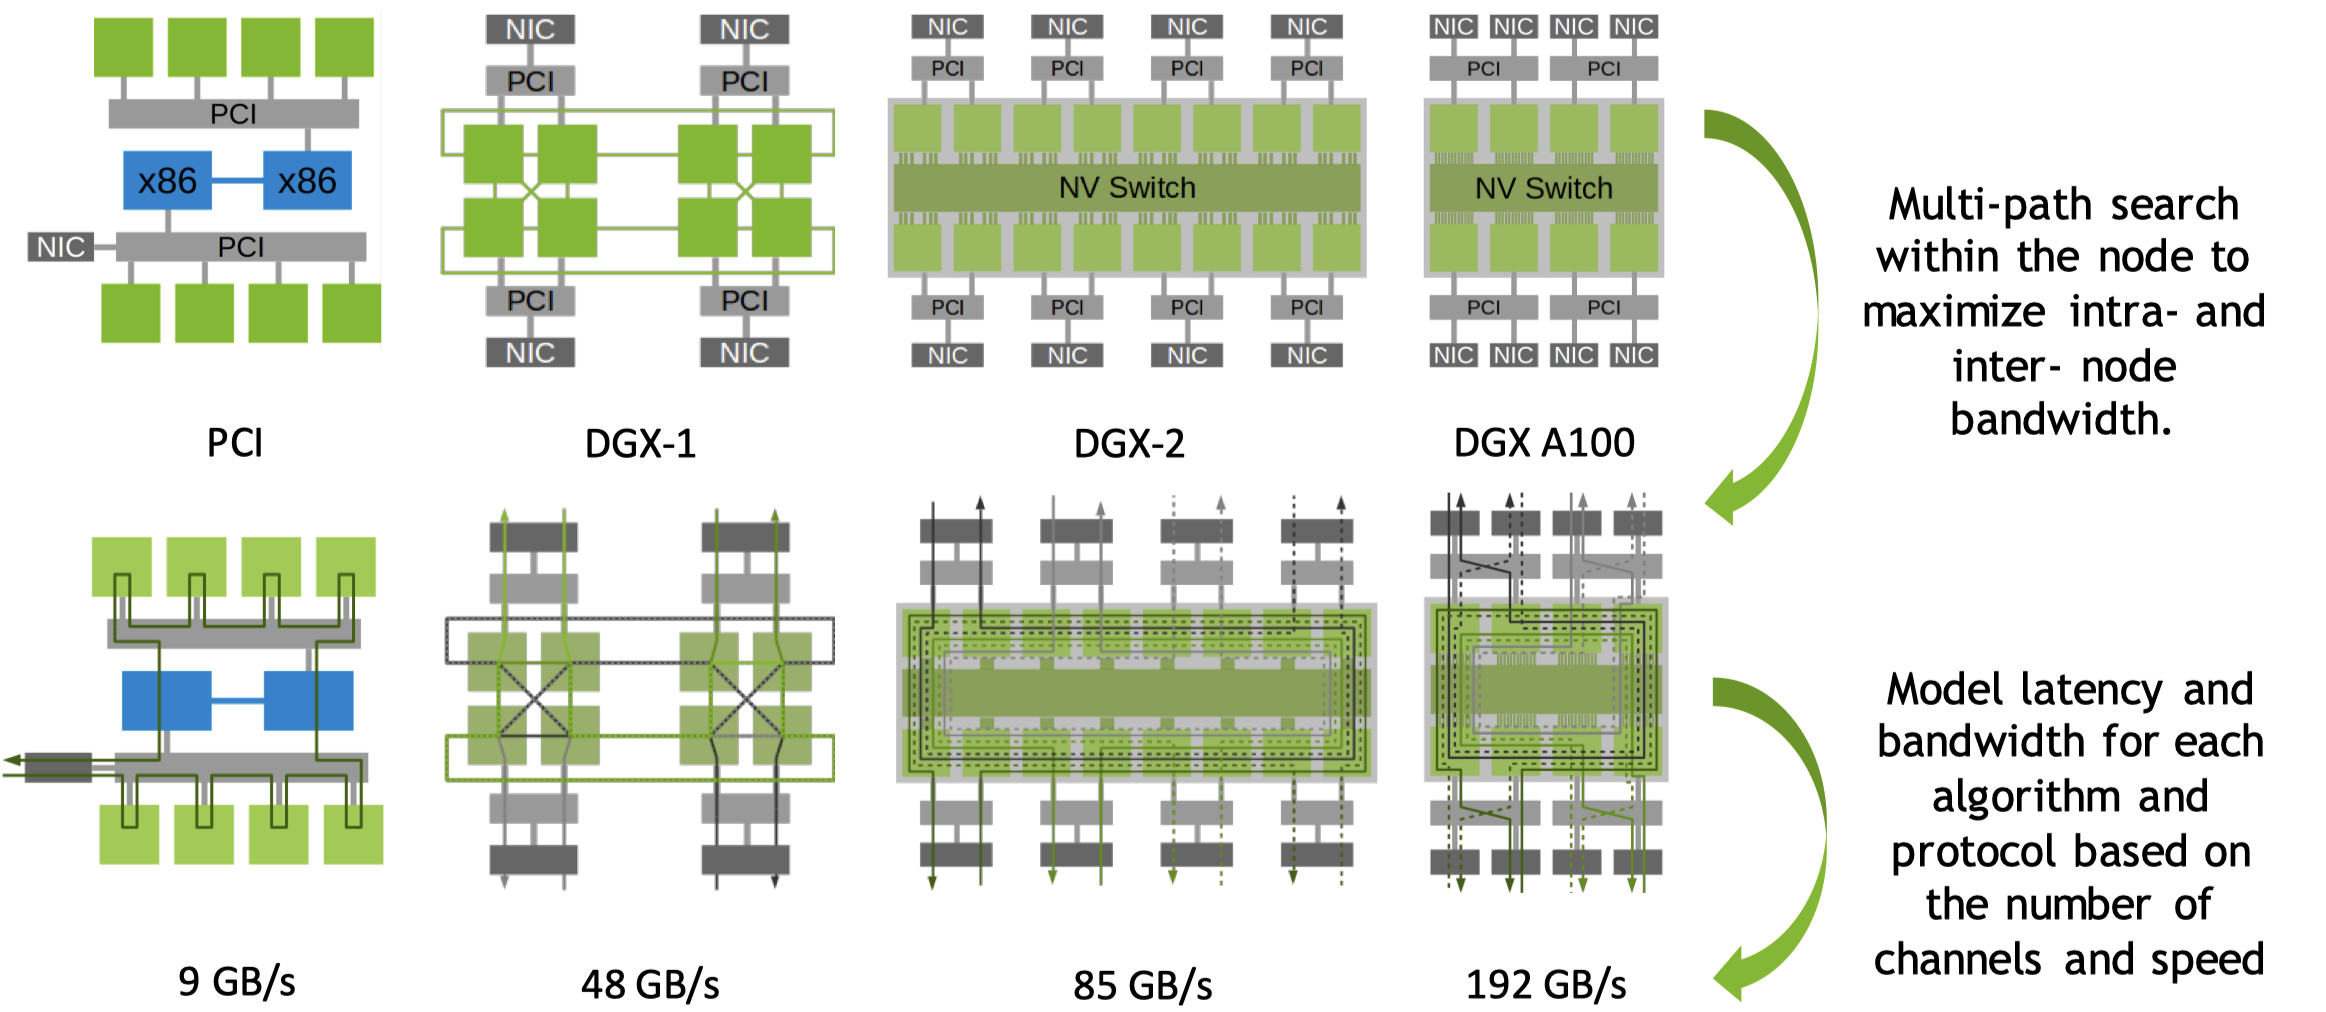 NIC
NIC
NIC
NIC
NIC
NIC
NIC
NIC
NIC
NIC
PCI
PCI
PCI
PCI
PCI
PCI
PCI
PCI
PCI
x86
x86
NV Switch
NV Switch
NIC
PCI
PCI
PCI
PCI
PCI
PCI
PCI
PCI
PCI
NIC
NIC
NIC
NIC
NIC
NIC
NIC
NIC
NIC
NIC
PCI
DGX-1
DGX-2
DGX A100
Multi-path search
within the node to
maximize intra- and
inter- node
bandwidth.
9 GB/s
48 GB/s
85 GB/s
192 GB/s
Model latency and
bandwidth for each
algorithm and
protocol based on
the number of
channels and speed